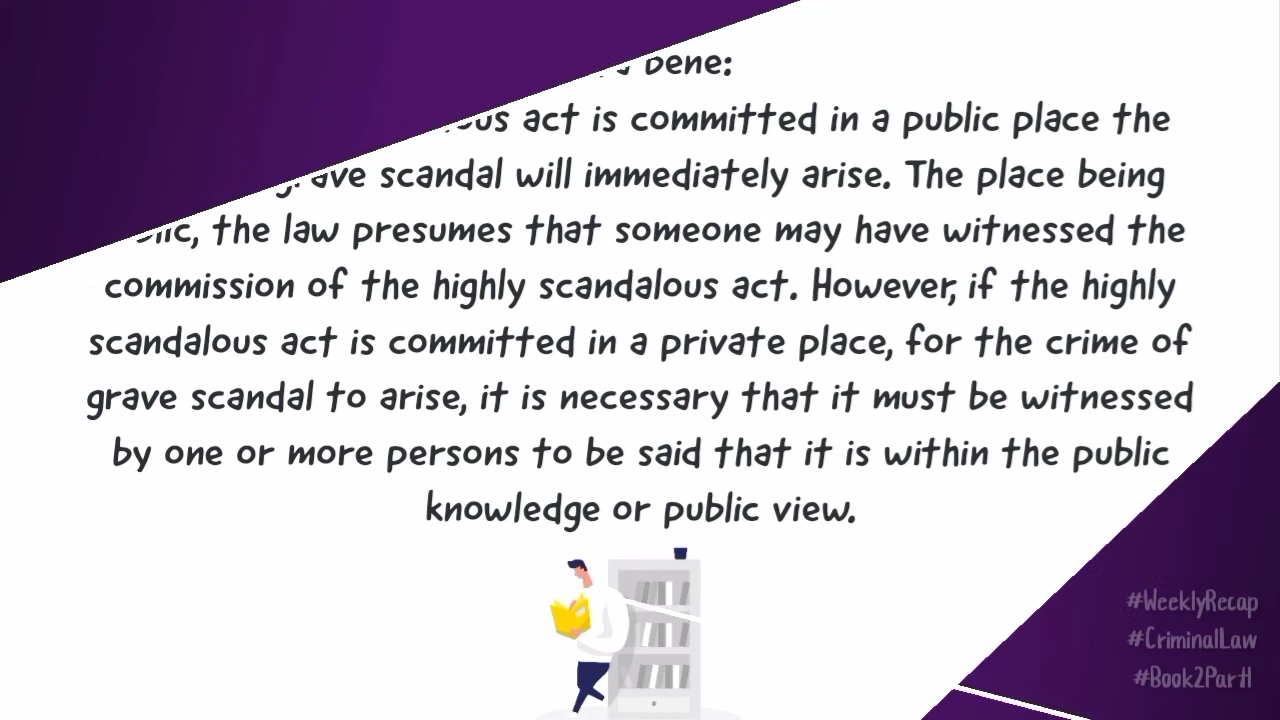 bene:
act is committed in a public place the
grave scandal will immediately arise. The place being
the law presumes that someone may have witnessed the
commission of the highly scandalous act. However, if the highly
scandalous act is committed in a private place, for the crime of
grave scandal to arise, it is necessary that it must be witnessed
by one or more persons to be said that it is within the public
knowledge or public view.
#WeeklyRecap
#CriminalLaw